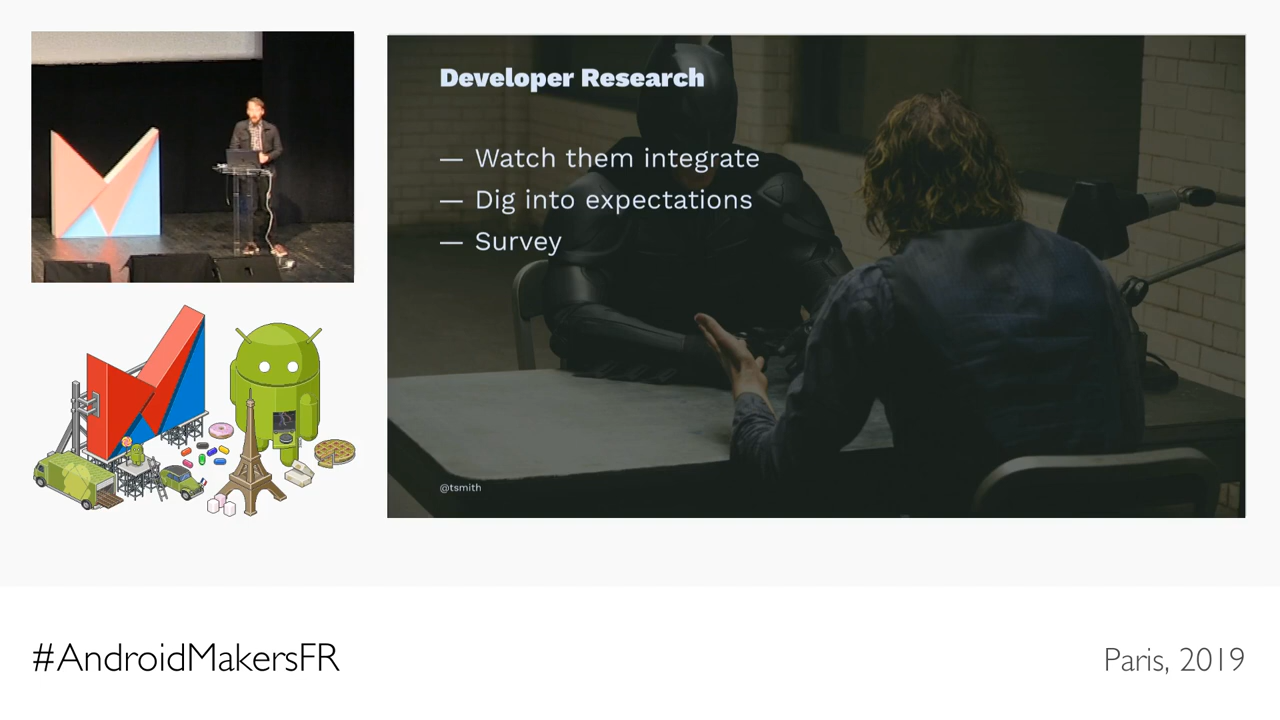 Developer Research
— Watch them integrate
— Dig into expectations
— Survey
@tsmith
#AndroidMakersFR
Paris, 2019